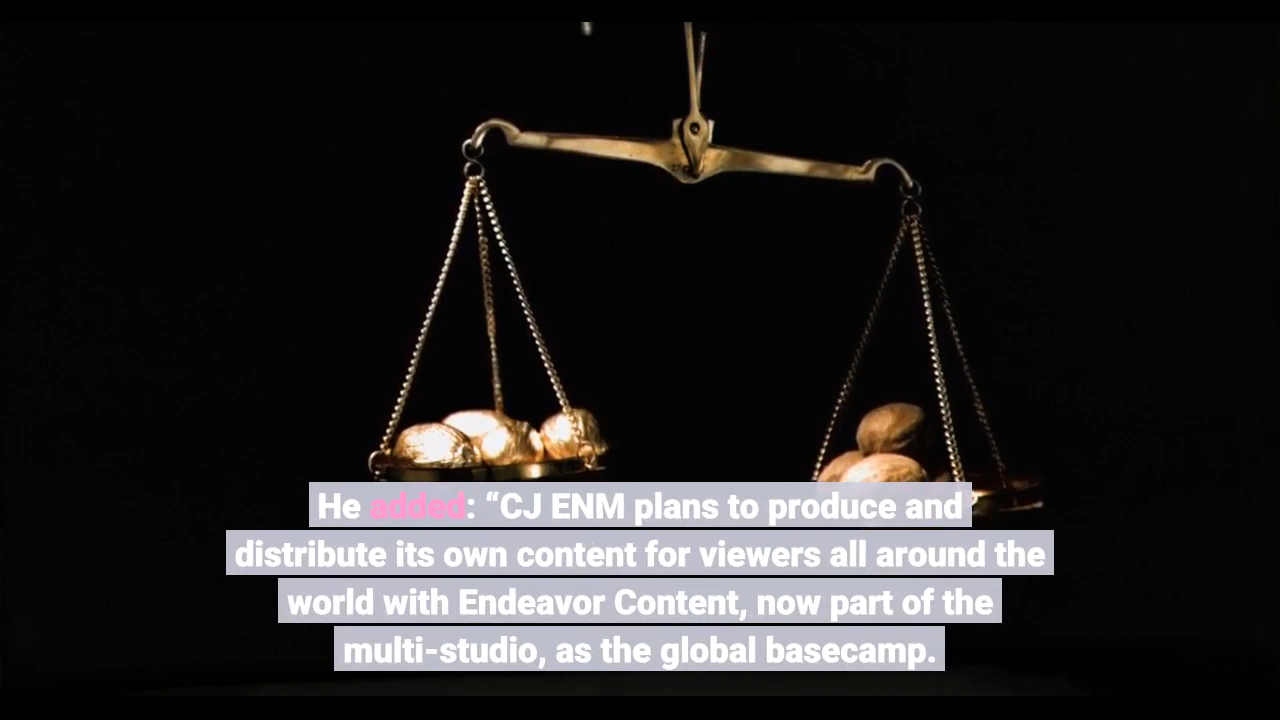 He added: “CJ ENM plans to produce and
distribute its own content for viewers all around the
world with Endeavor Content, now part of the
multi-studio, as the global basecamp.